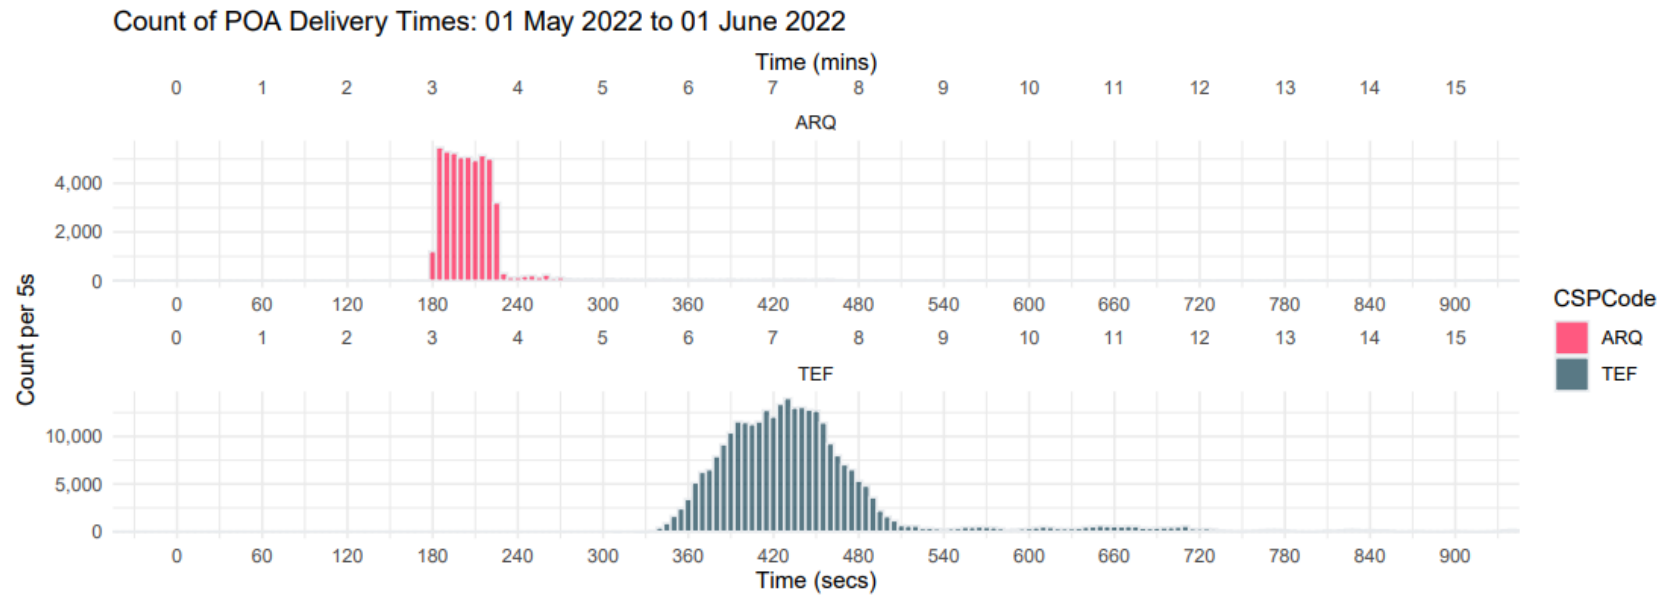 Count of POA Delivery Times: 01 May 2022 to 01 June 2022
Time (mins)
0 1 2 3 4 5 6 7 8 9 10 11 12 13 14 15
ARQ
4,000
2,000
0
0 60 120 180 240 300 360 420 480 540 600 660 720 780 840 900
0 1 2 3 4 5 6 7 8 9 10 11 12 13 14 15
TEF
10,000
5,000
0
0 60 120 180 240 300 360 420 480 540 600 660 720 780 840 900
Time (secs)
Count per 5s
CSPCode
ARQ
TEF